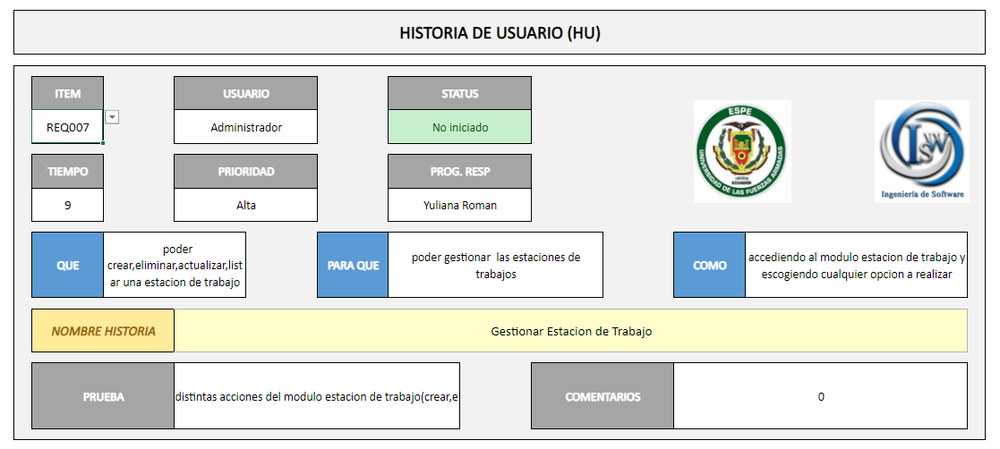 HISTORIA DE USUARIO (HU)
ITEM
USUARIO
STATUS
REQ007
Administrador
No iniciado
TIEMPO
PRIORIDAD
PROG. RESP
9
Alta
Yuliana Roman
QUE
poder
crear,eliminar,actualizar,list
ar una estacion de trabajo
PARA QUE
poder gestionar las estaciones de
trabajos
COMO
accediendo al modulo estacion de trabajo y
escogiendo cualquier opcion a realizar
ESPE
UNIVERSIDAD DE LAS FUERZAS ARMADAS
ECUADOR
ISW
Ingeniería de Software
NOMBRE HISTORIA
Gestionar Estacion de Trabajo
PRUEBA
distintas acciones del modulo estacion de trabajo(crear,e
COMENTARIOS
0